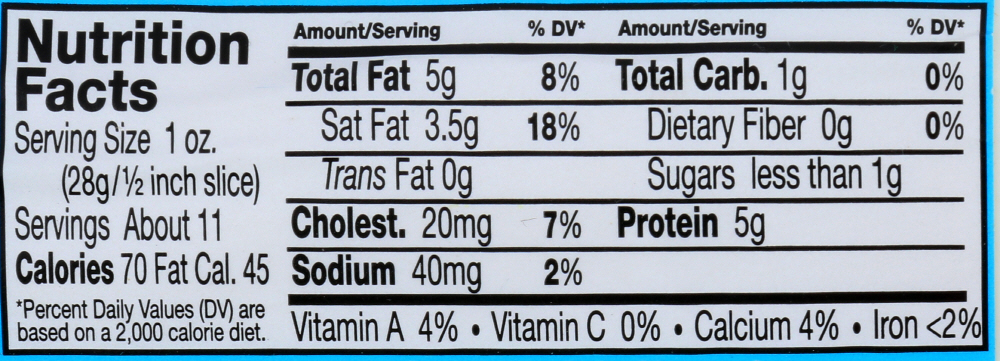 Nutrition
Facts
Serving Size 1 oz.
(28g/½ inch slice)
Servings About 11
Calories 70 Fat Cal. 45
*Percent Daily Values (DV) are
based on a 2,000 calorie diet.
Amount/Serving % DV* Amount/Serving % DV*
Total Fat 5g 8% Total Carb. 1g 0%
Sat Fat 3.5g 18% Dietary Fiber 0g 0%
Trans Fat 0g Sugars less than 1g
Cholest. 20mg 7% Protein 5g
Sodium 40mg 2%
Vitamin A 4% • Vitamin C 0% • Calcium 4% • Iron <2%